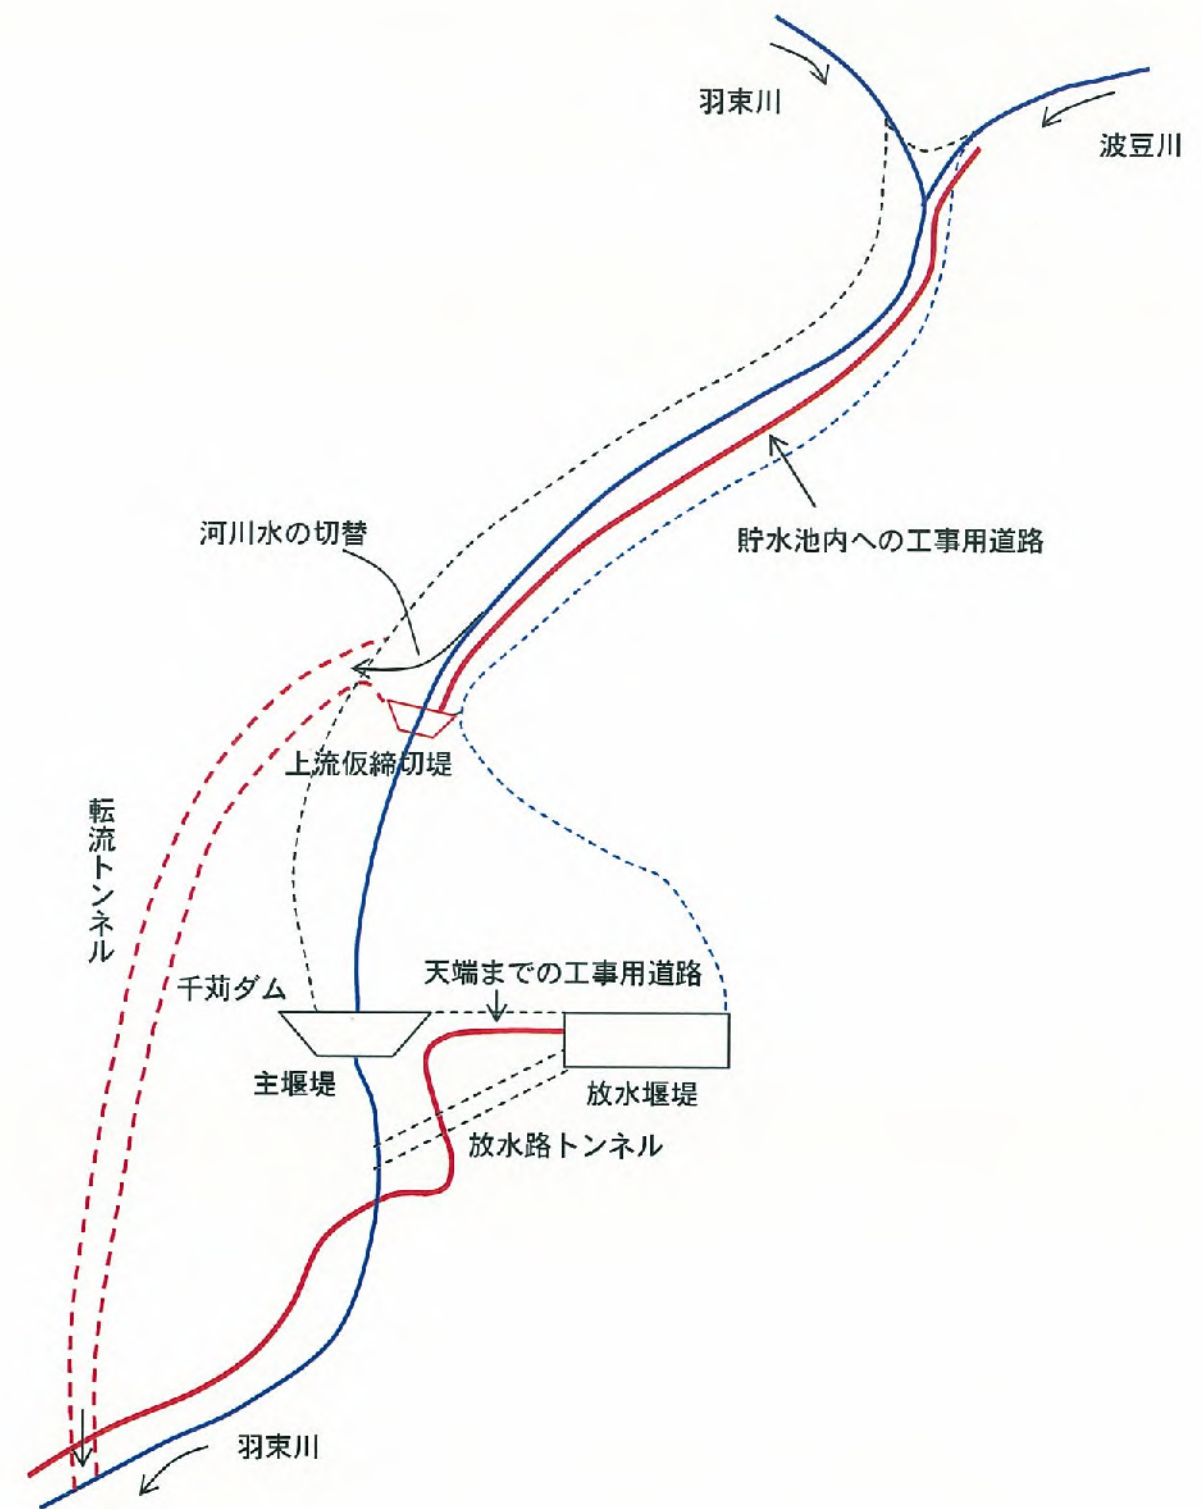 羽束川
波豆川
河川水の切替
貯水池内への工事用道路
上流仮締切堤
転流トンネル
千苅ダム
天端までの工事用道路
主堰堤
放水堰堤
放水路トンネル
羽束川